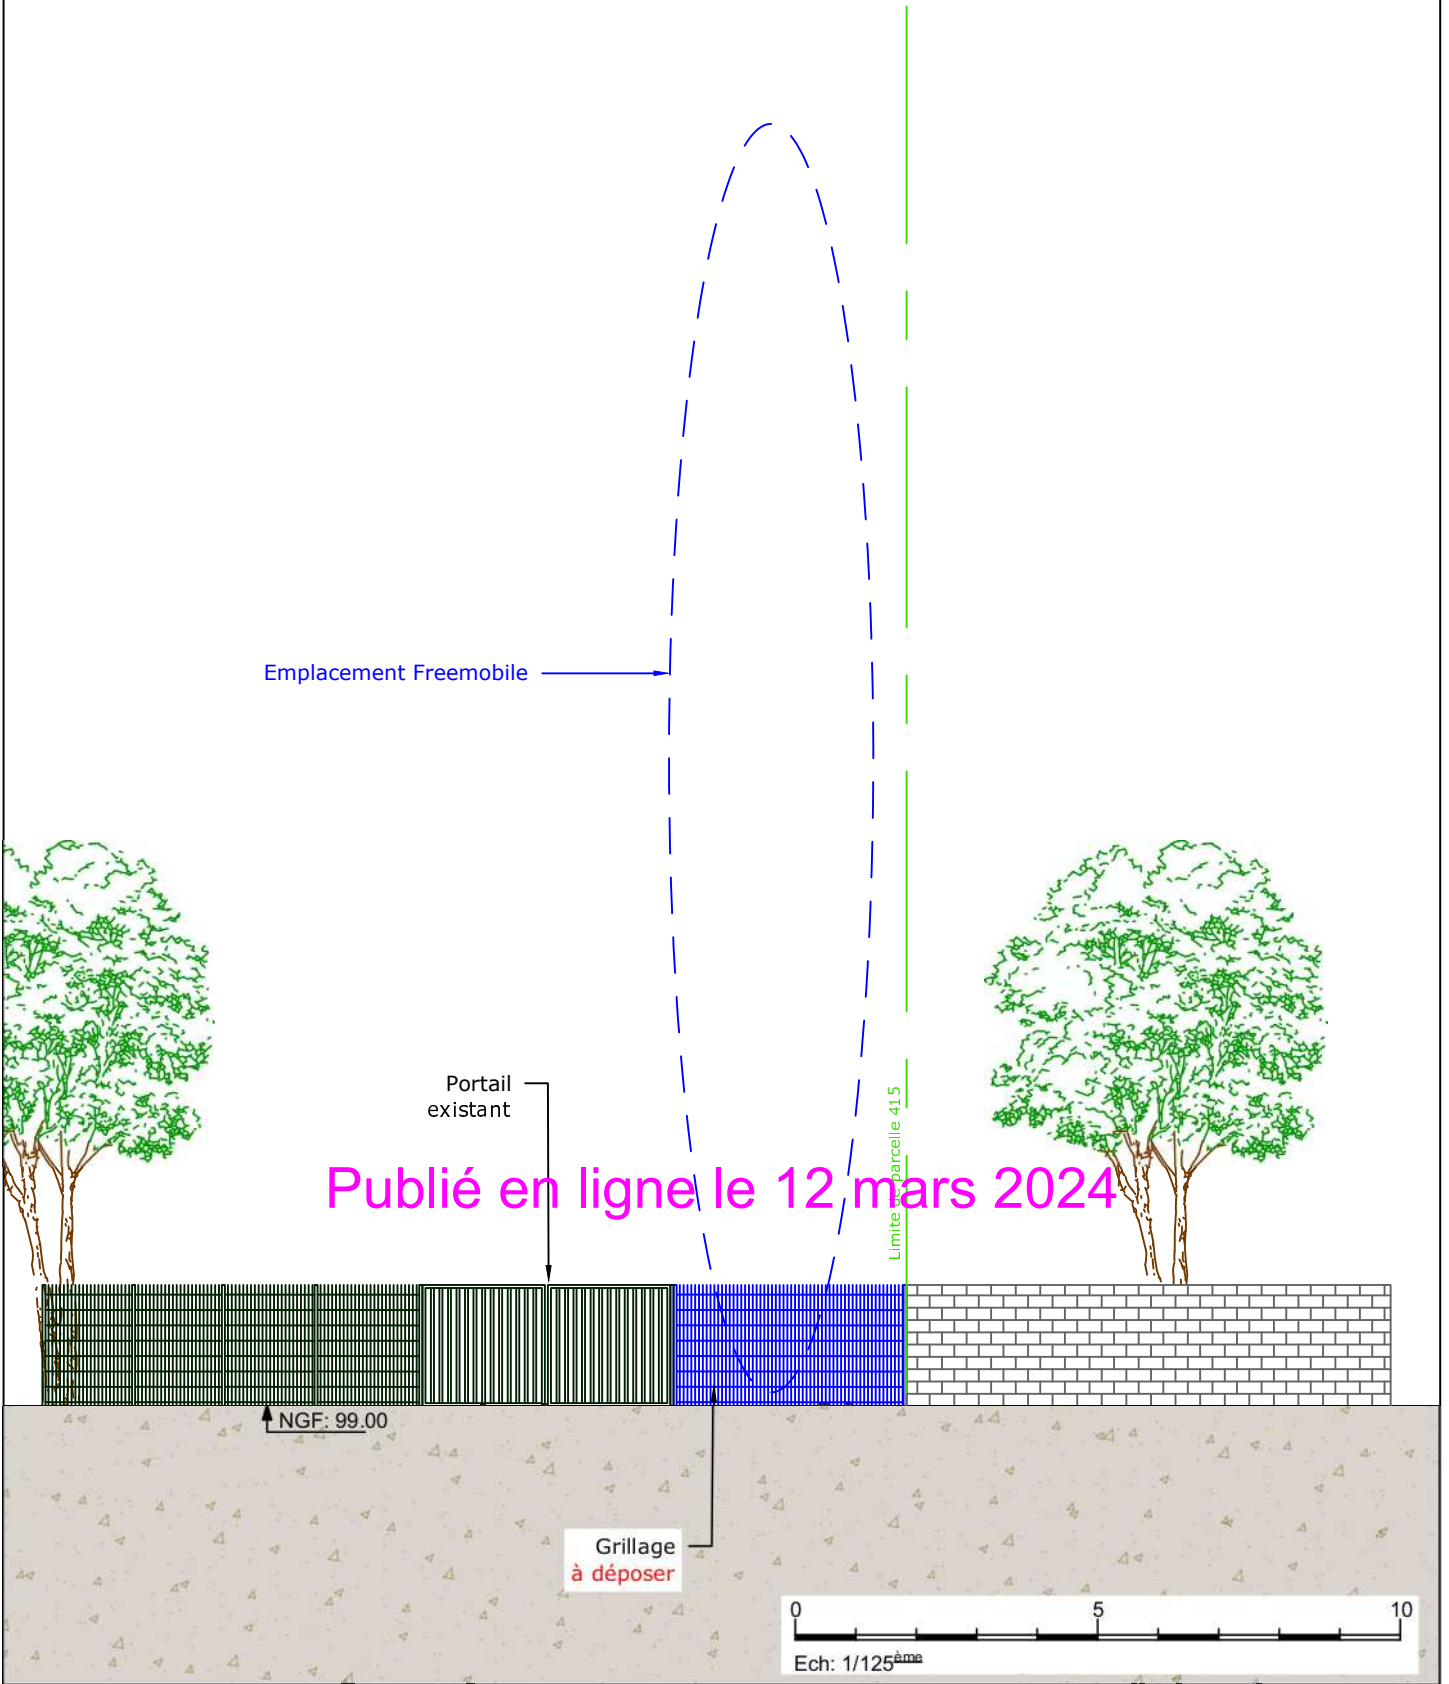 Emplacement Freemobile
Portail
existant
Limite de parcelle 415
Publié en ligne le 12 mars 2024
NGF: 99.00
Grillage
à déposer
0 5 10
Ech: 1/125ème